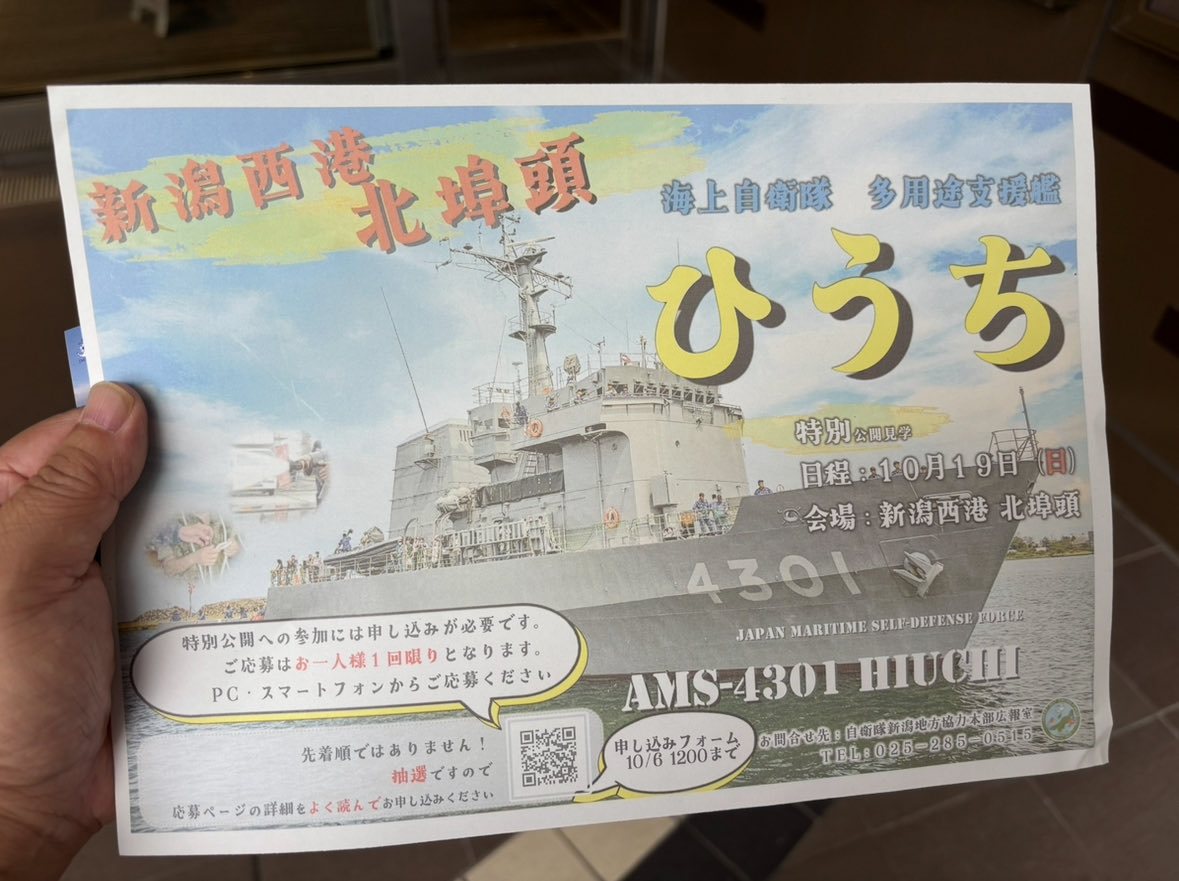 新潟西港
北埠頭
海上自衛隊 多用途支援艦
ひうち
特別公開見学
日程：１０月１９日（日）
会場：新潟西港 北埠頭
4301
JAPAN MARITIME SELF-DEFENSE FORCE
AMS-4301 HIUCHI
特別公開への参加には申し込みが必要です。
ご応募はお一人様１回限りとなります。
ＰＣ・スマートフォンからご応募ください
先着順ではありません！
抽選ですので
応募ページの詳細をよく読んでお申し込みください
申し込みフォーム
10/6 1200まで
お問合せ先：自衛隊新潟地方協力本部広報室
ＴＥＬ：０２５-２８５-０５１５